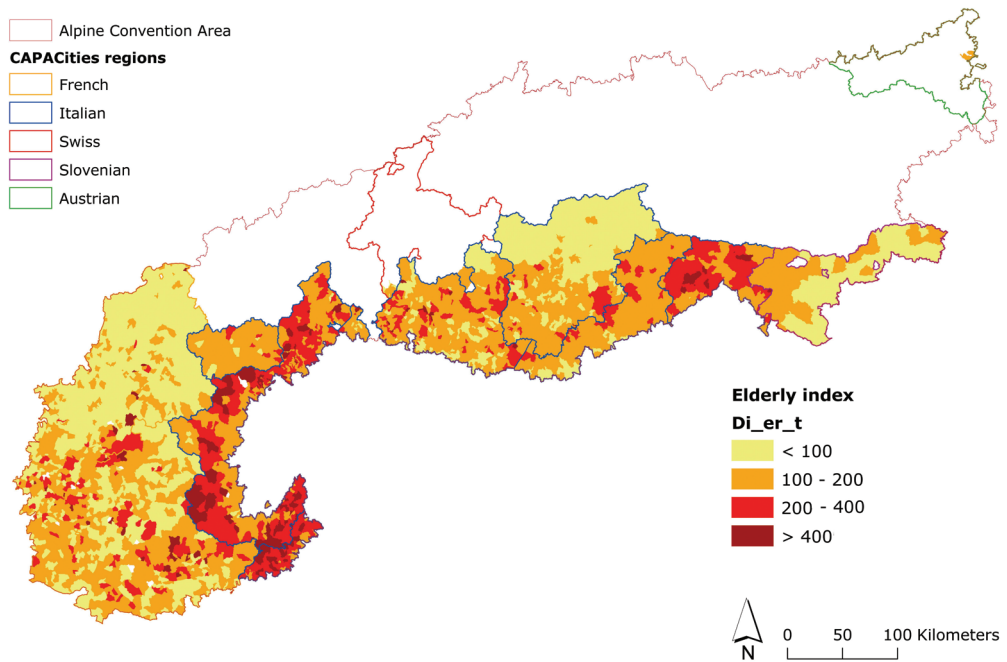 Alpine Convention Area
CAPACities regions
French
Italian
Swiss
Slovenian
Austrian
Elderly index
Di_er_t
< 100
100 - 200
200 - 400
> 400
N
0 50 100 Kilometers